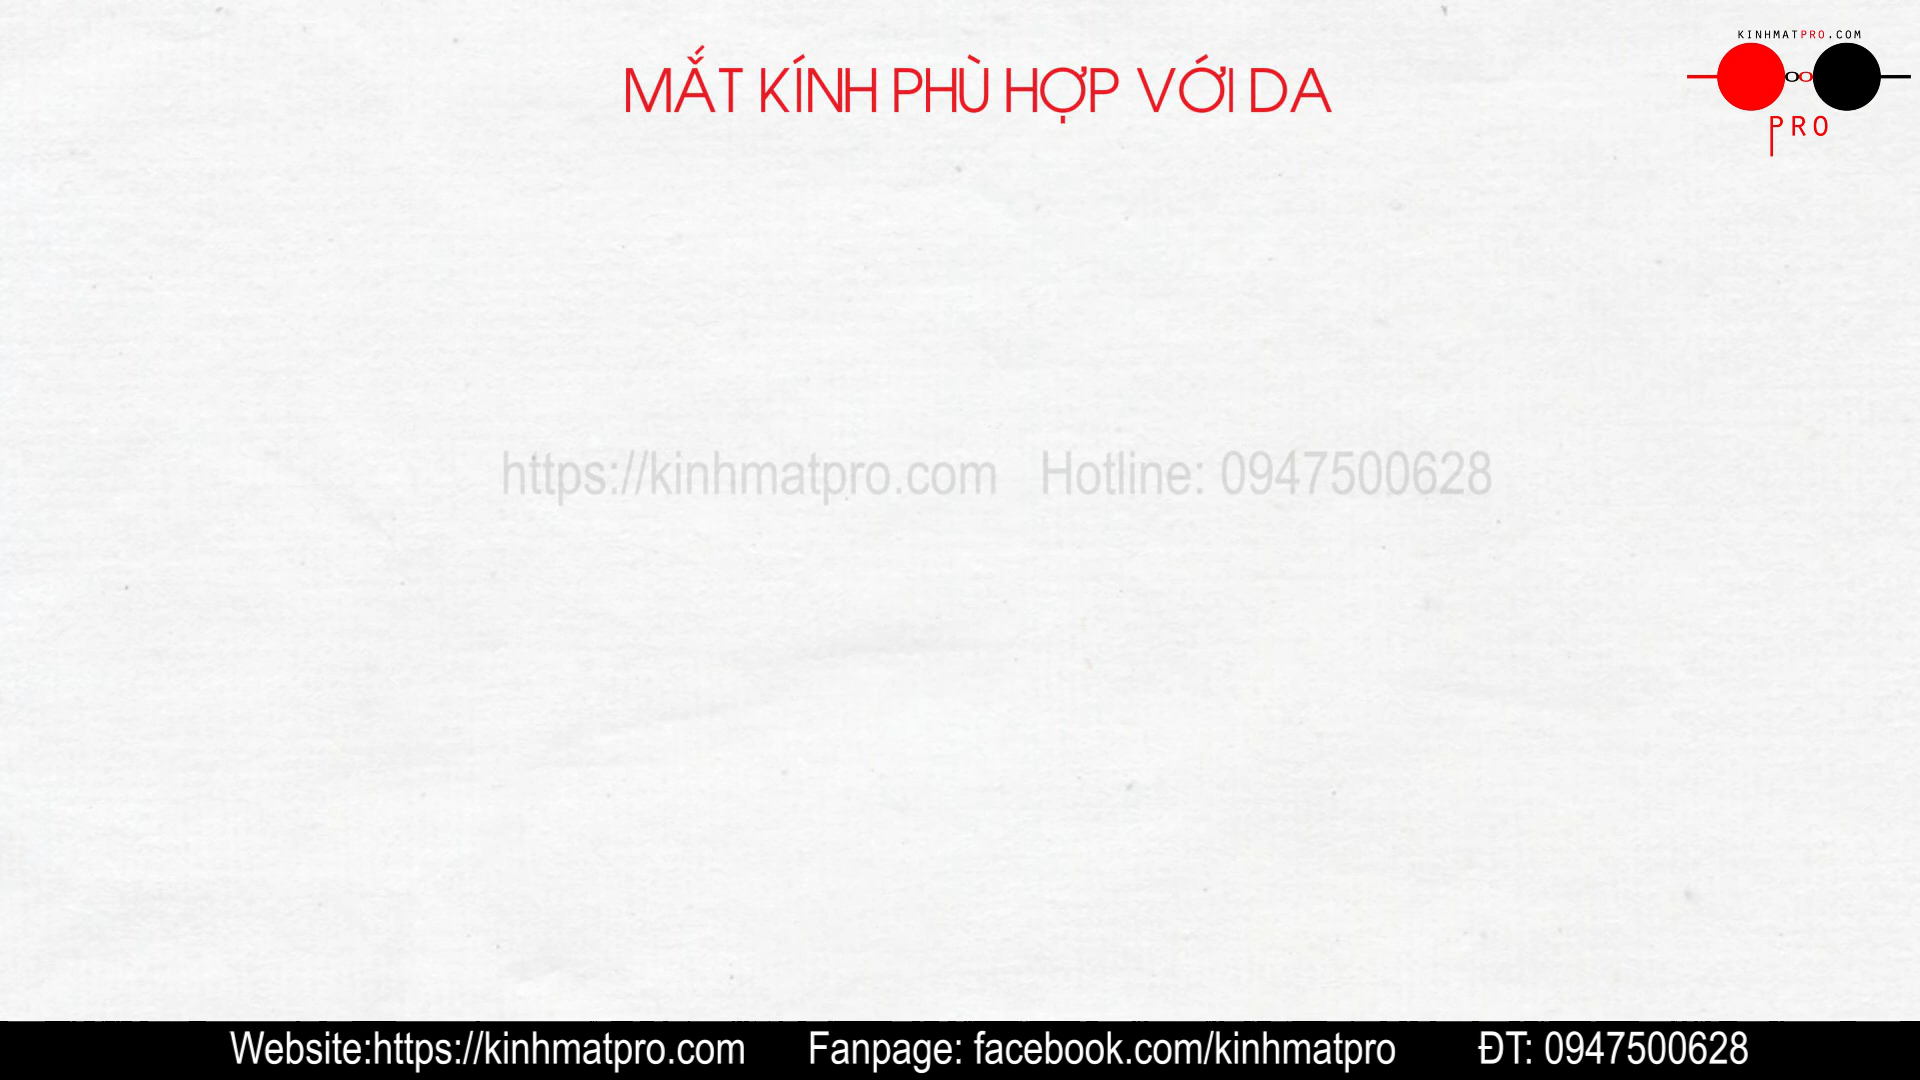 KINHMATPRO.COM
MẮT KÍNH PHÙ HỢP VỚI DA
PRO
https://kinhmatpro.com Hotline: 0947500628
Website:https://kinhmatpro.com Fanpage: facebook.com/kinhmatpro ĐT: 0947500628